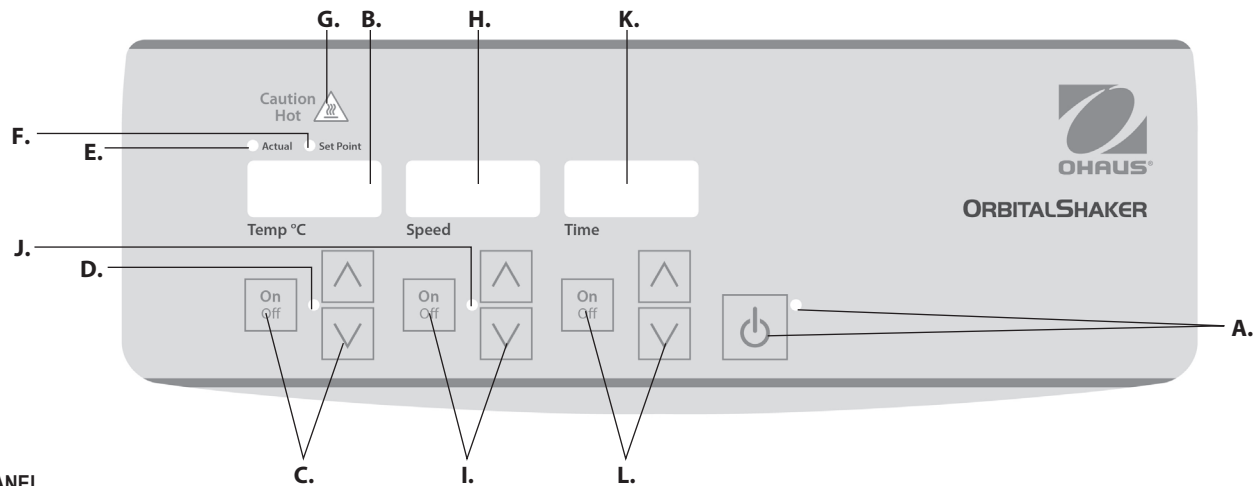 G. B. H. K.
Caution
Hot
F.
E.
Actual Set Point
OHAUS®
ORBITALSHAKER
Temp °C Speed Time
J.
D.
On
Off
On
Off
On
Off
A.
C. I. L.